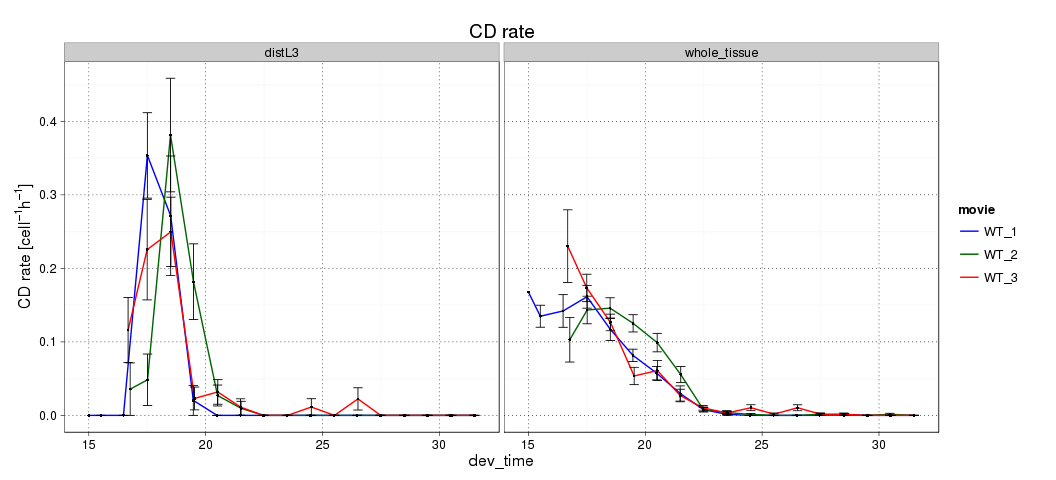 CD rate
distL3
whole_tissue
CD rate [cell⁻¹h⁻¹]
0.4
0.3
0.2
0.1
0.0
15
20
25
30
15
20
25
30
dev_time
movie
WT_1
WT_2
WT_3